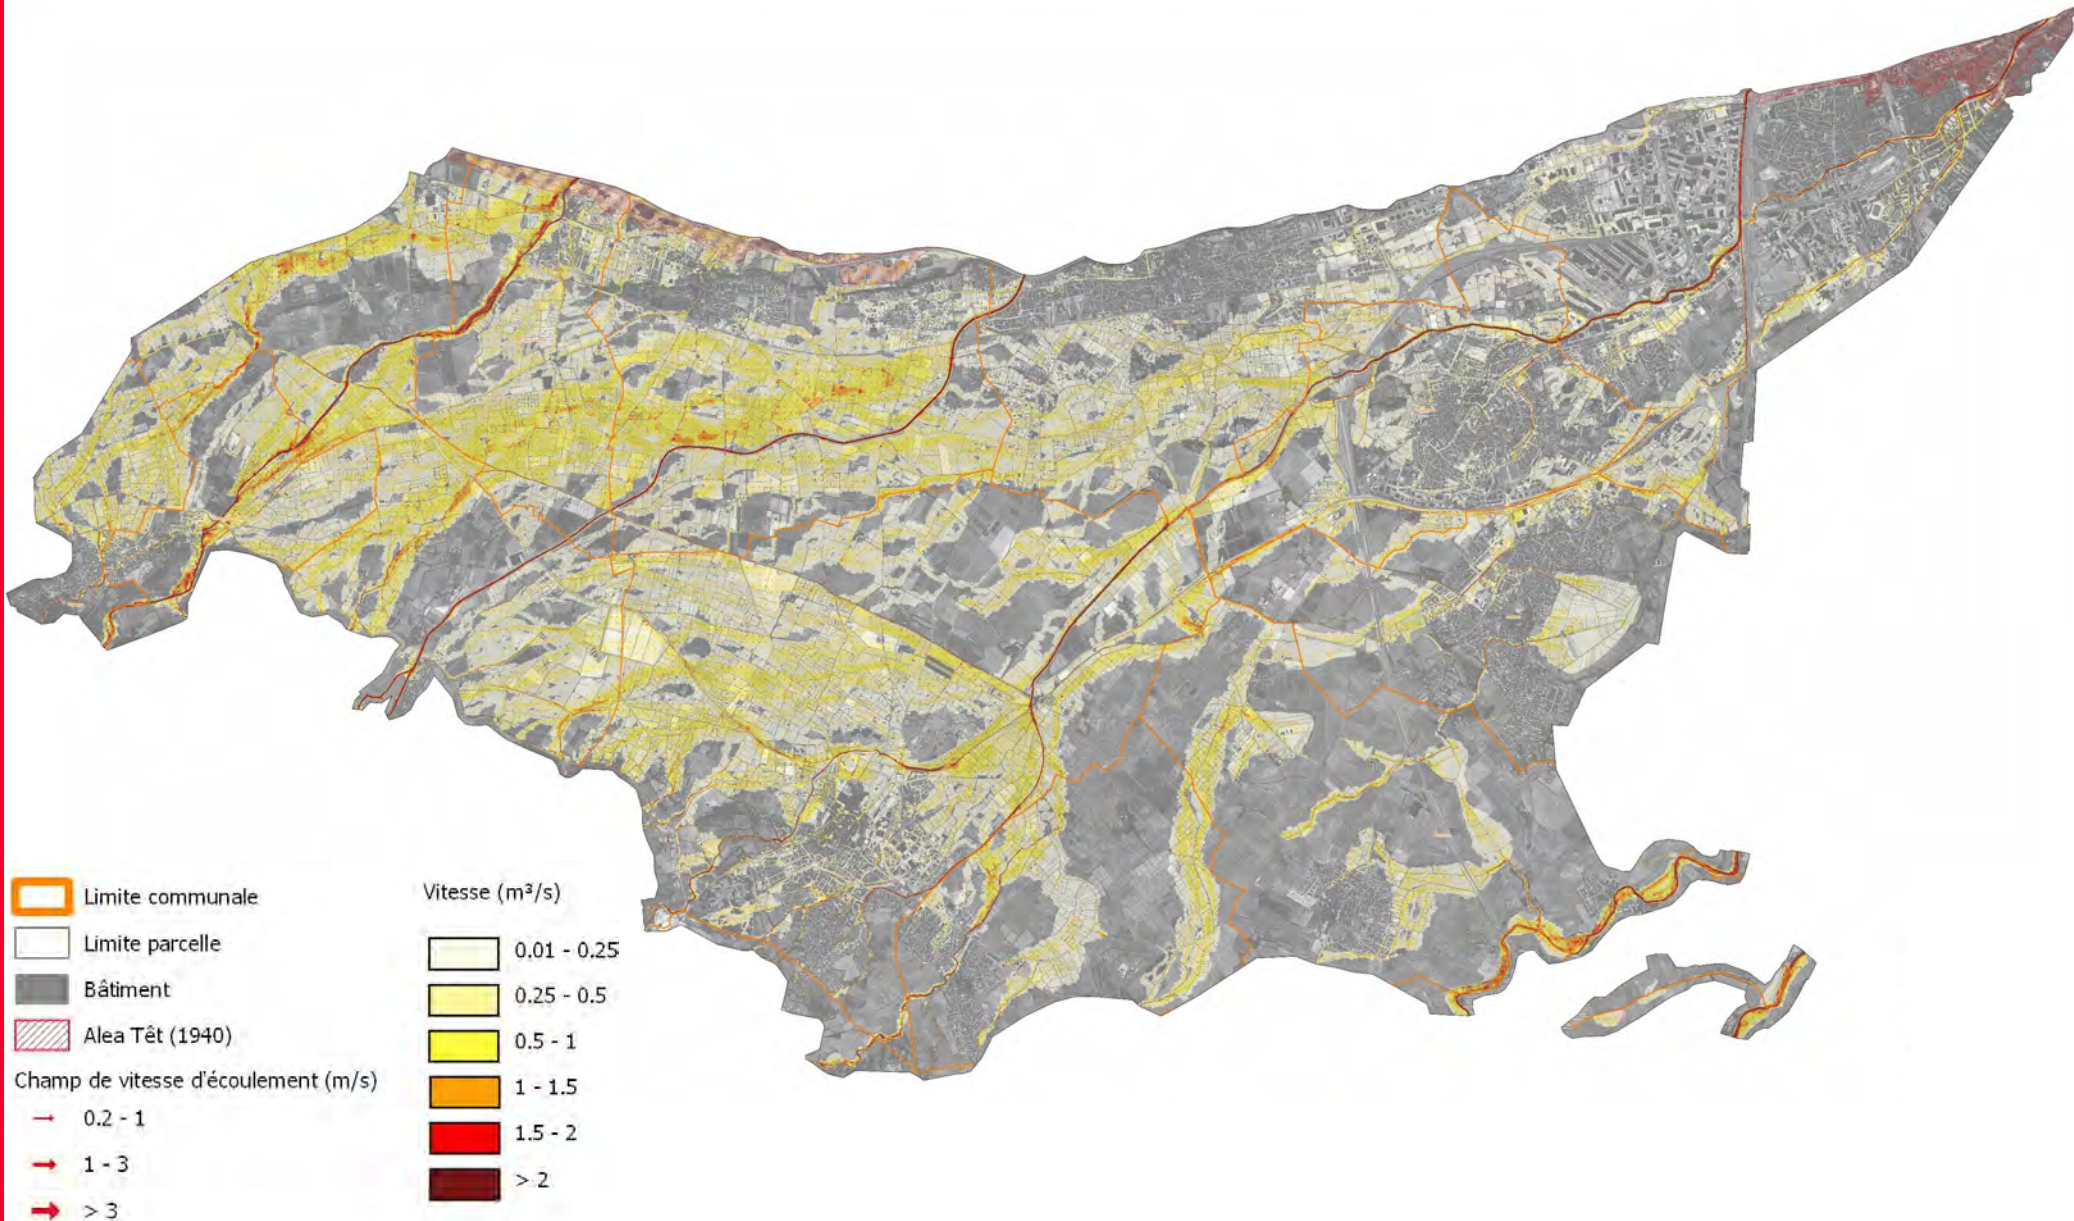 Limite communale
Limite parcelle
Bâtiment
Alea Têt (1940)
Champ de vitesse d'écoulement (m/s)
0.2 - 1
1 - 3
> 3
Vitesse (m³/s)
0.01 - 0.25
0.25 - 0.5
0.5 - 1
1 - 1.5
1.5 - 2
> 2